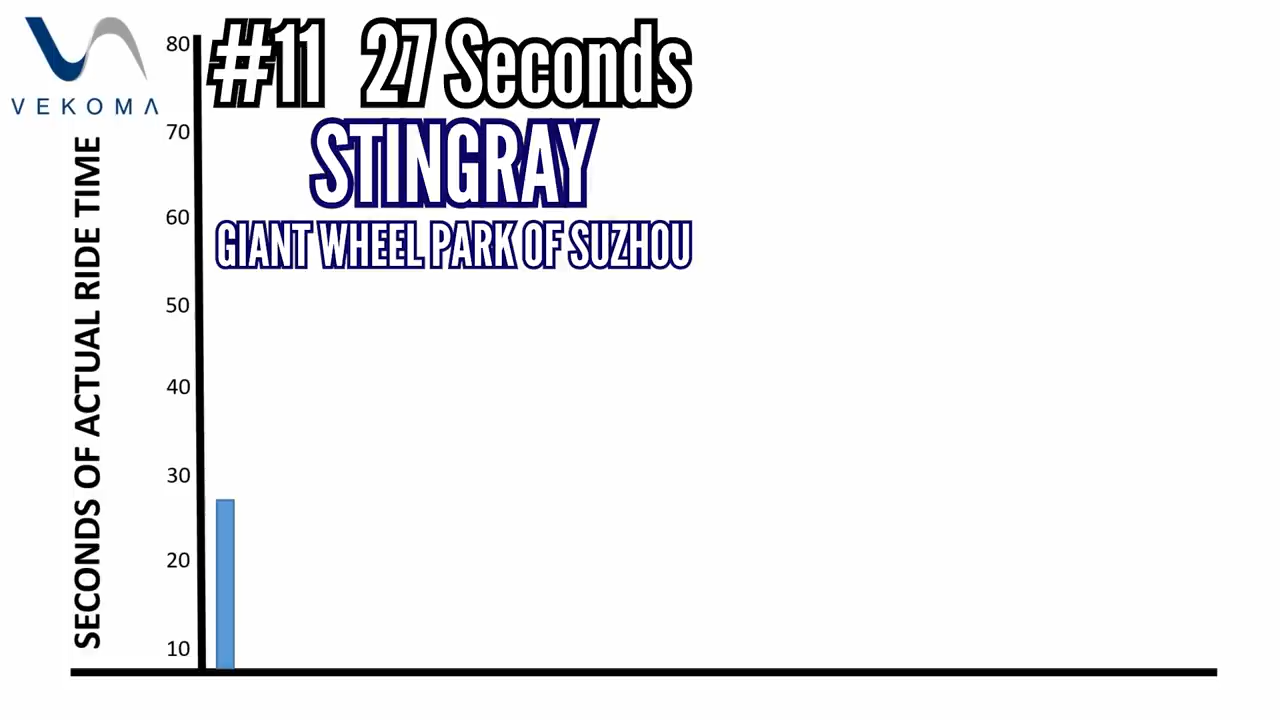 VEKOMA
#11 27 Seconds
STINGRAY
GIANT WHEEL PARK OF SUZHOU
SECONDS OF ACTUAL RIDE TIME
80
70
60
50
40
30
20
10